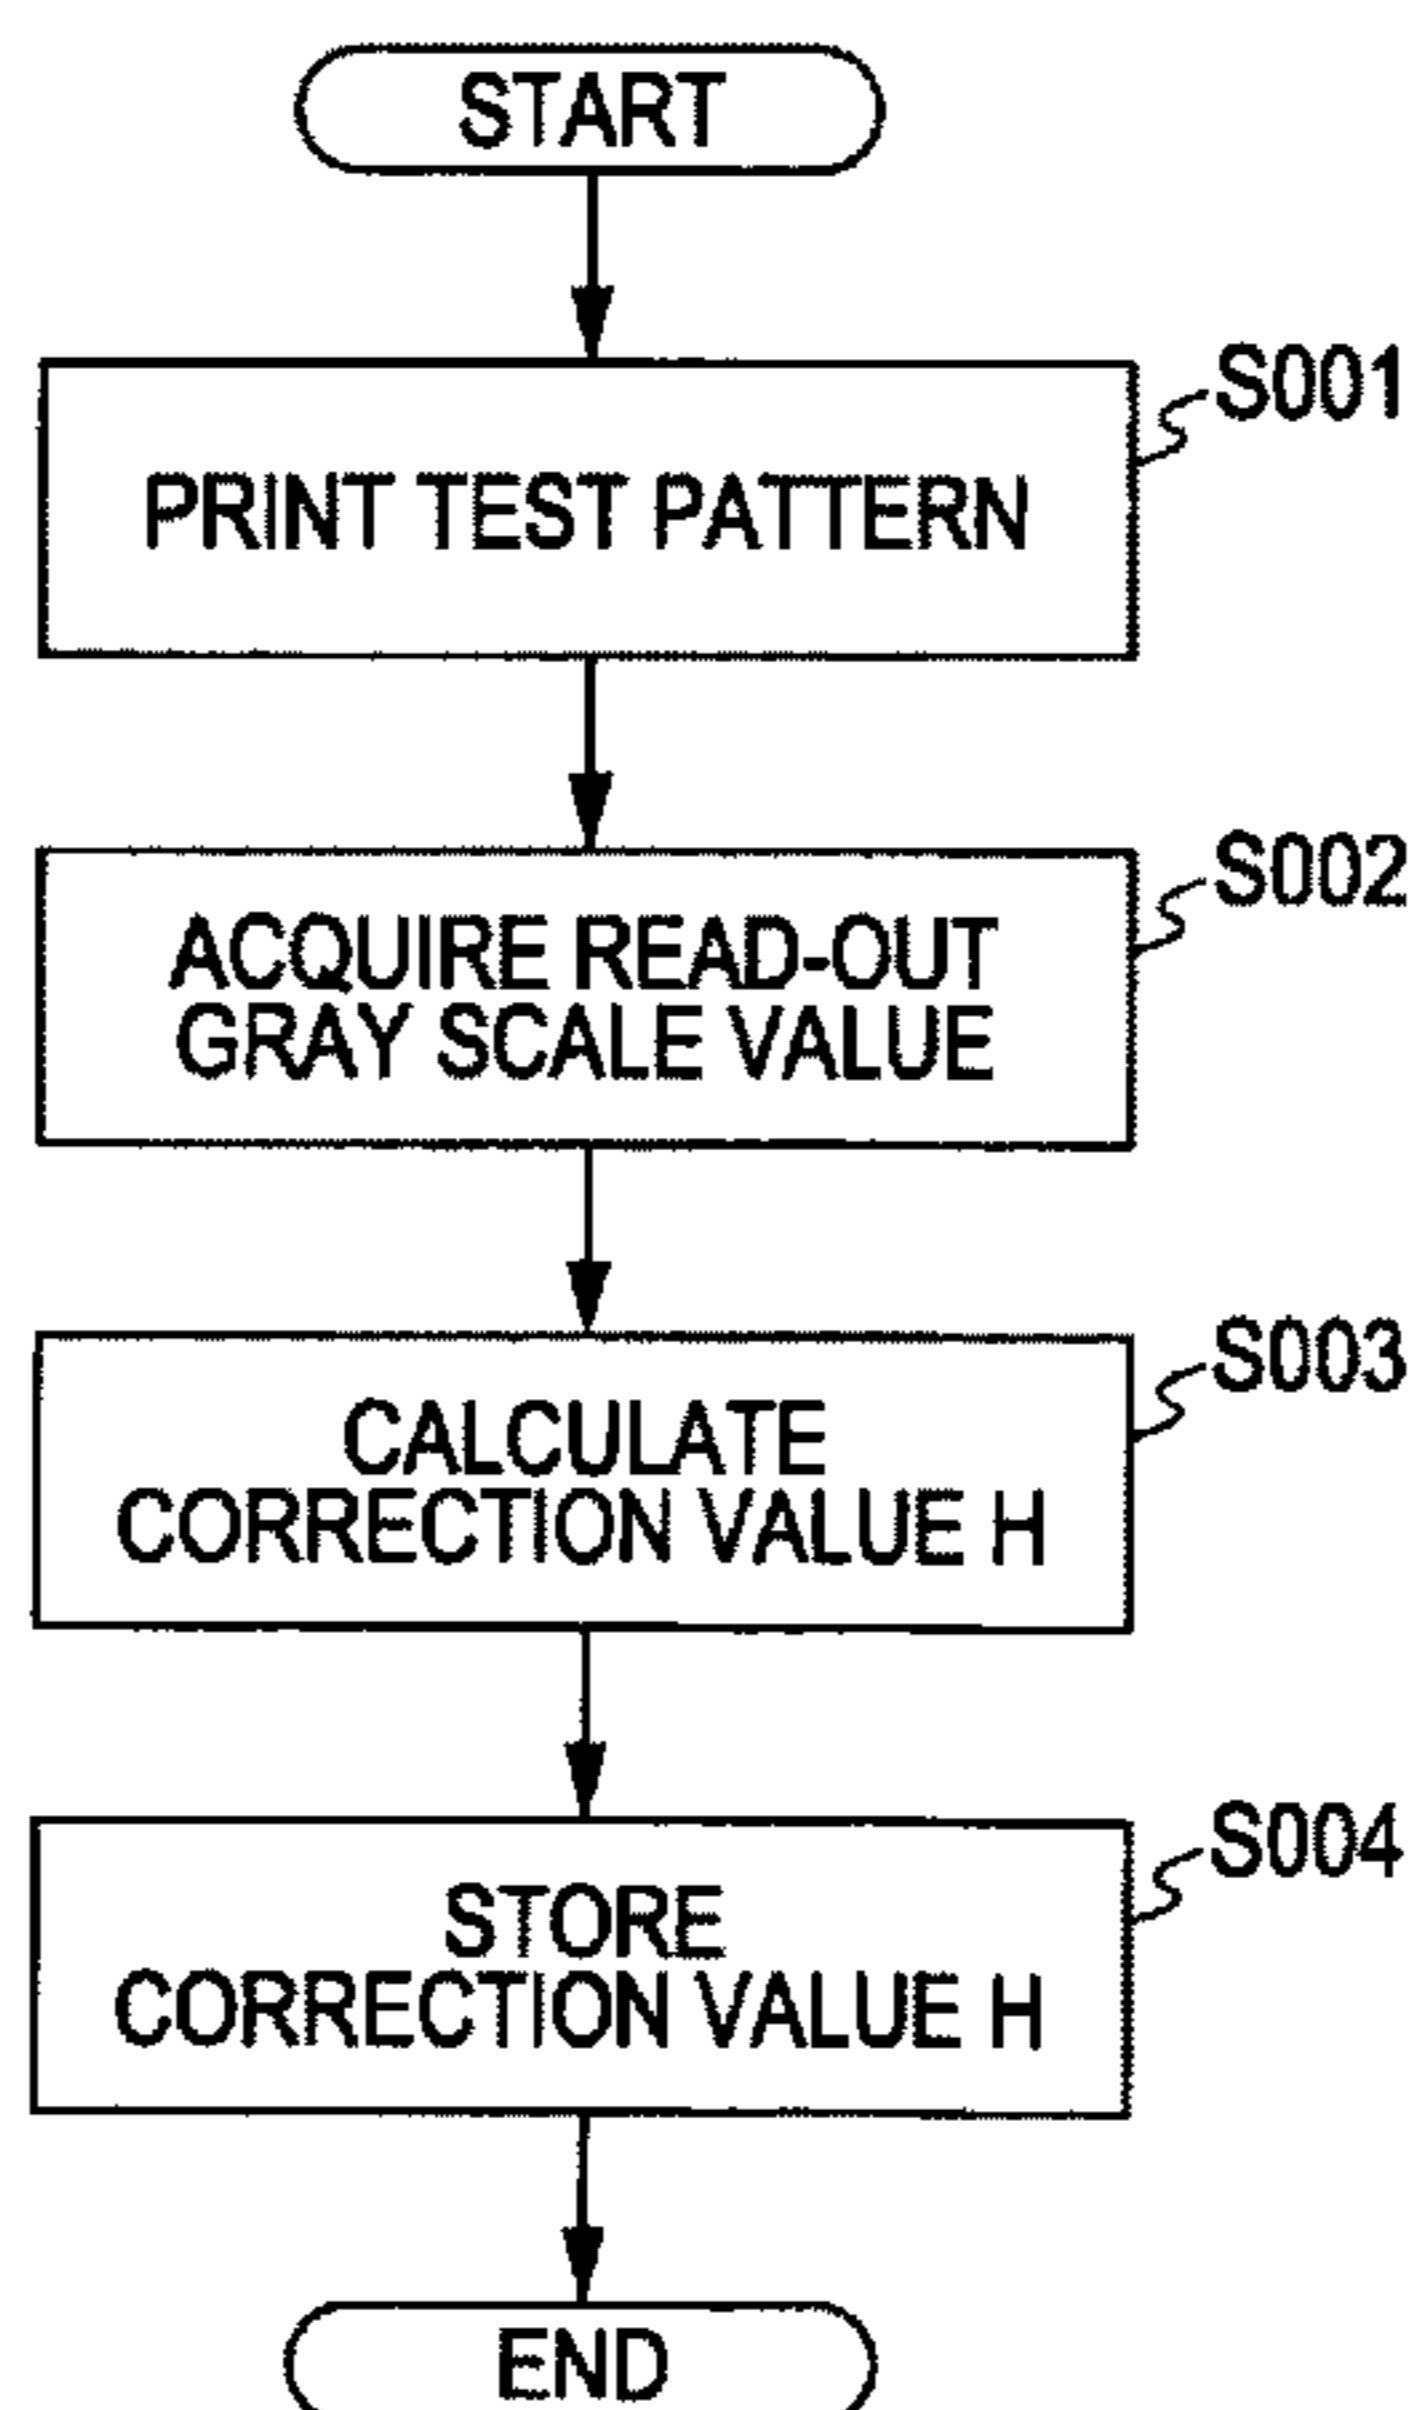 START
S001
PRINT TEST PATTERN
S002
ACQUIRE READ-OUT
GRAY SCALE VALUE
S003
CALCULATE
CORRECTION VALUE H
S004
STORE
CORRECTION VALUE H
END